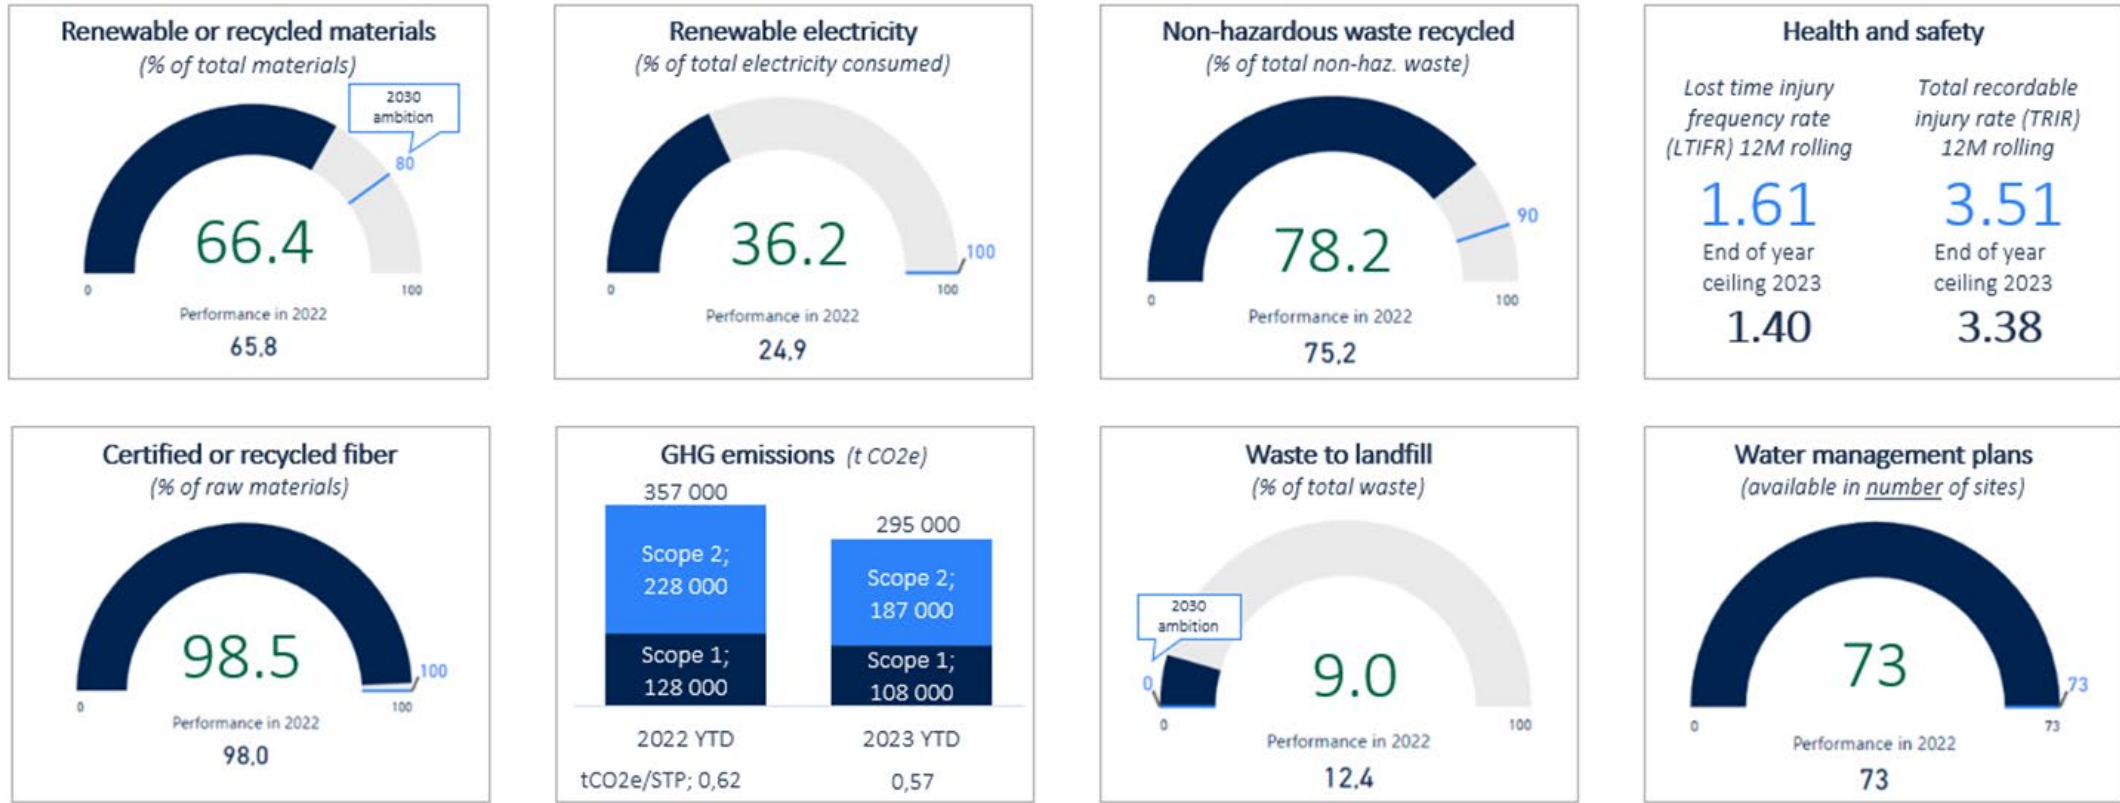 Renewable or recycled materials
(% of total materials)
2030
ambition
80
66.4
0
100
Performance in 2022
65,8
Renewable electricity
(% of total electricity consumed)
36.2
100
0
100
Performance in 2022
24,9
Non-hazardous waste recycled
(% of total non-haz. waste)
90
78.2
0
100
Performance in 2022
75,2
Health and safety
Lost time injury
frequency rate
(LTIFR) 12M rolling
1.61
End of year
ceiling 2023
1.40
Total recordable
injury rate (TRIR)
12M rolling
3.51
End of year
ceiling 2023
3.38
Certified or recycled fiber
(% of raw materials)
98.5
100
0
100
Performance in 2022
98,0
GHG emissions (t CO2e)
357 000
Scope 2;
228 000
Scope 1;
128 000
295 000
Scope 2;
187 000
Scope 1;
108 000
2022 YTD
2023 YTD
tCO2e/STP; 0,62
0,57
Waste to landfill
(% of total waste)
2030
ambition
0
9.0
0
100
Performance in 2022
12,4
Water management plans
(available in number of sites)
73
73
0
73
Performance in 2022
73